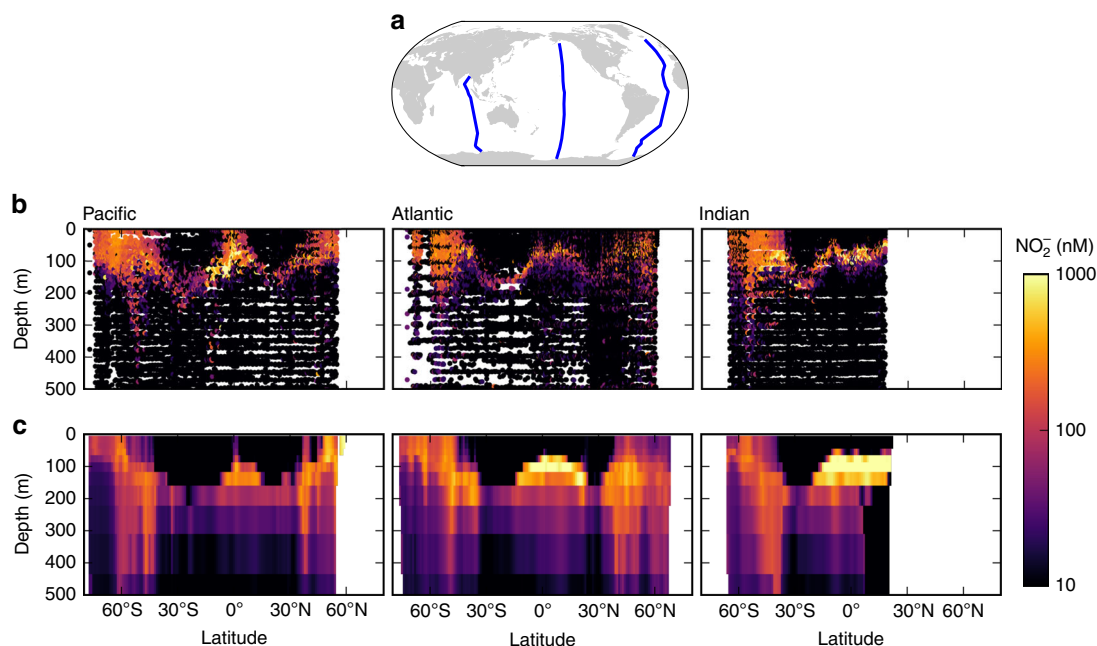 a
b
Pacific
Atlantic
Indian
0
100
200
300
400
500
Depth (m)
NO₂⁻ (nM)
1000
100
10
c
0
100
200
300
400
500
Depth (m)
60°S 30°S 0° 30°N 60°N
60°S 30°S 0° 30°N 60°N
60°S 30°S 0° 30°N 60°N
Latitude
Latitude
Latitude